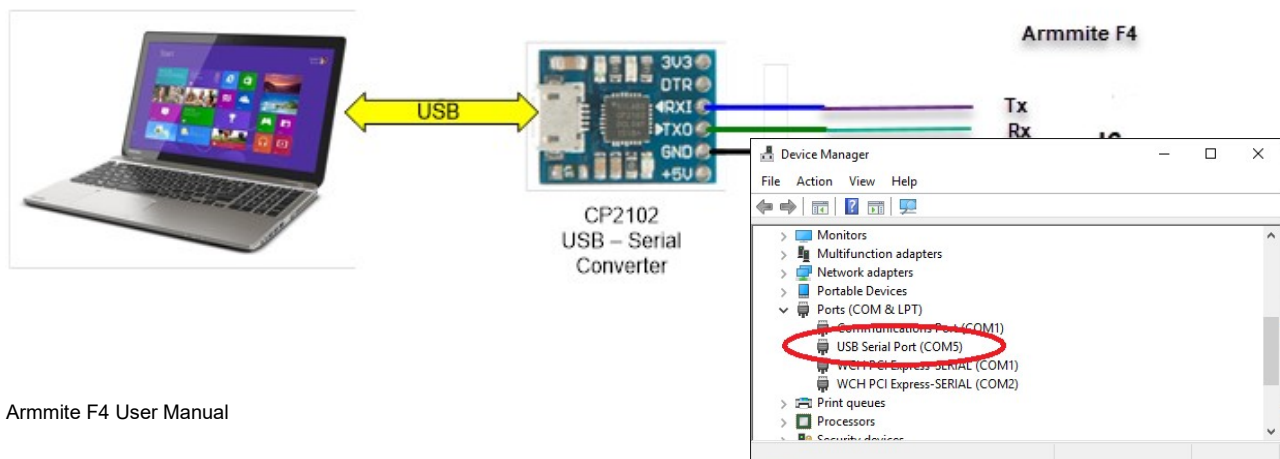 Armmite F4
3V3
DTR
RXI
TXO
GND
+5V
USB
Tx
Rx
CP2102
USB – Serial
Converter
Device Manager
File Action View Help
Monitors
Multifunction adapters
Network adapters
Portable Devices
Ports (COM & LPT)
Communications Port (COM1)
USB Serial Port (COM5)
WCH PCI Express-SERIAL (COM1)
WCH PCI Express-SERIAL (COM2)
Print queues
Processors
Security devices
Armmite F4 User Manual